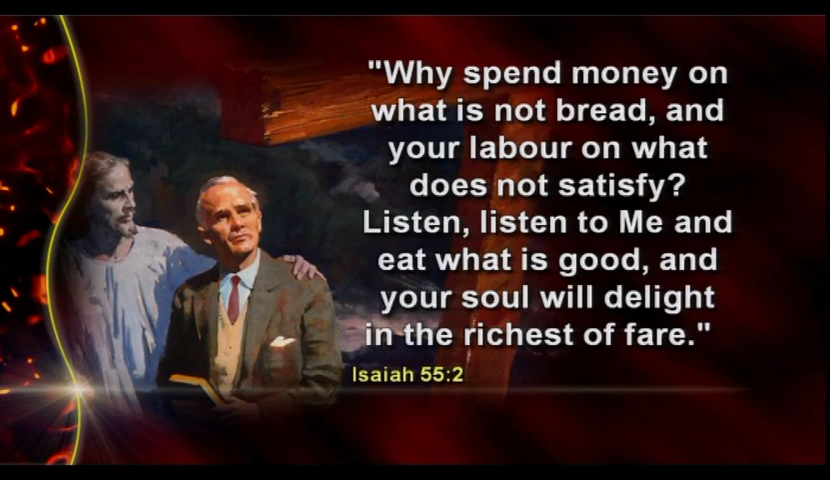 "Why spend money on
what is not bread, and
your labour on what
does not satisfy?
Listen, listen to Me and
eat what is good, and
your soul will delight
in the richest of fare."
Isaiah 55:2